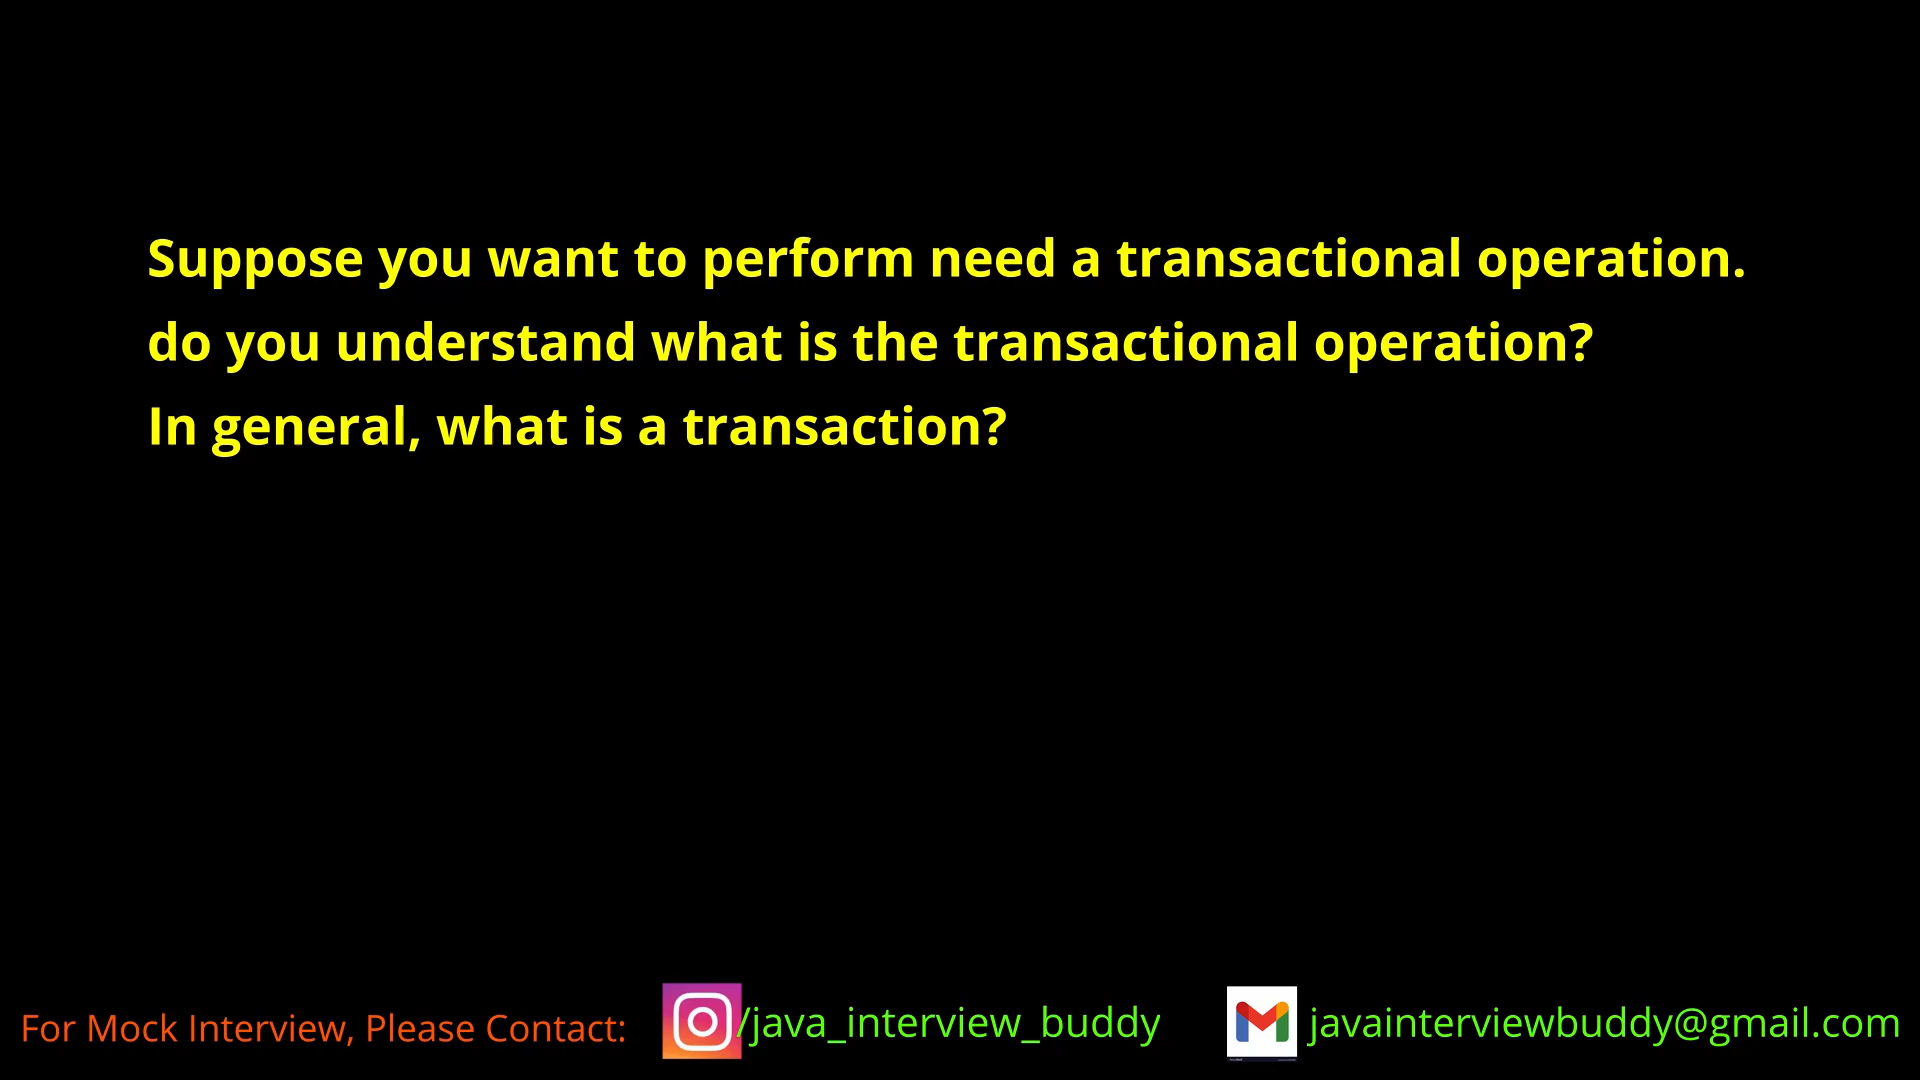 Suppose you want to perform need a transactional operation.
do you understand what is the transactional operation?
In general, what is a transaction?
For Mock Interview, Please Contact: /java_interview_buddy javainterviewbuddy@gmail.com